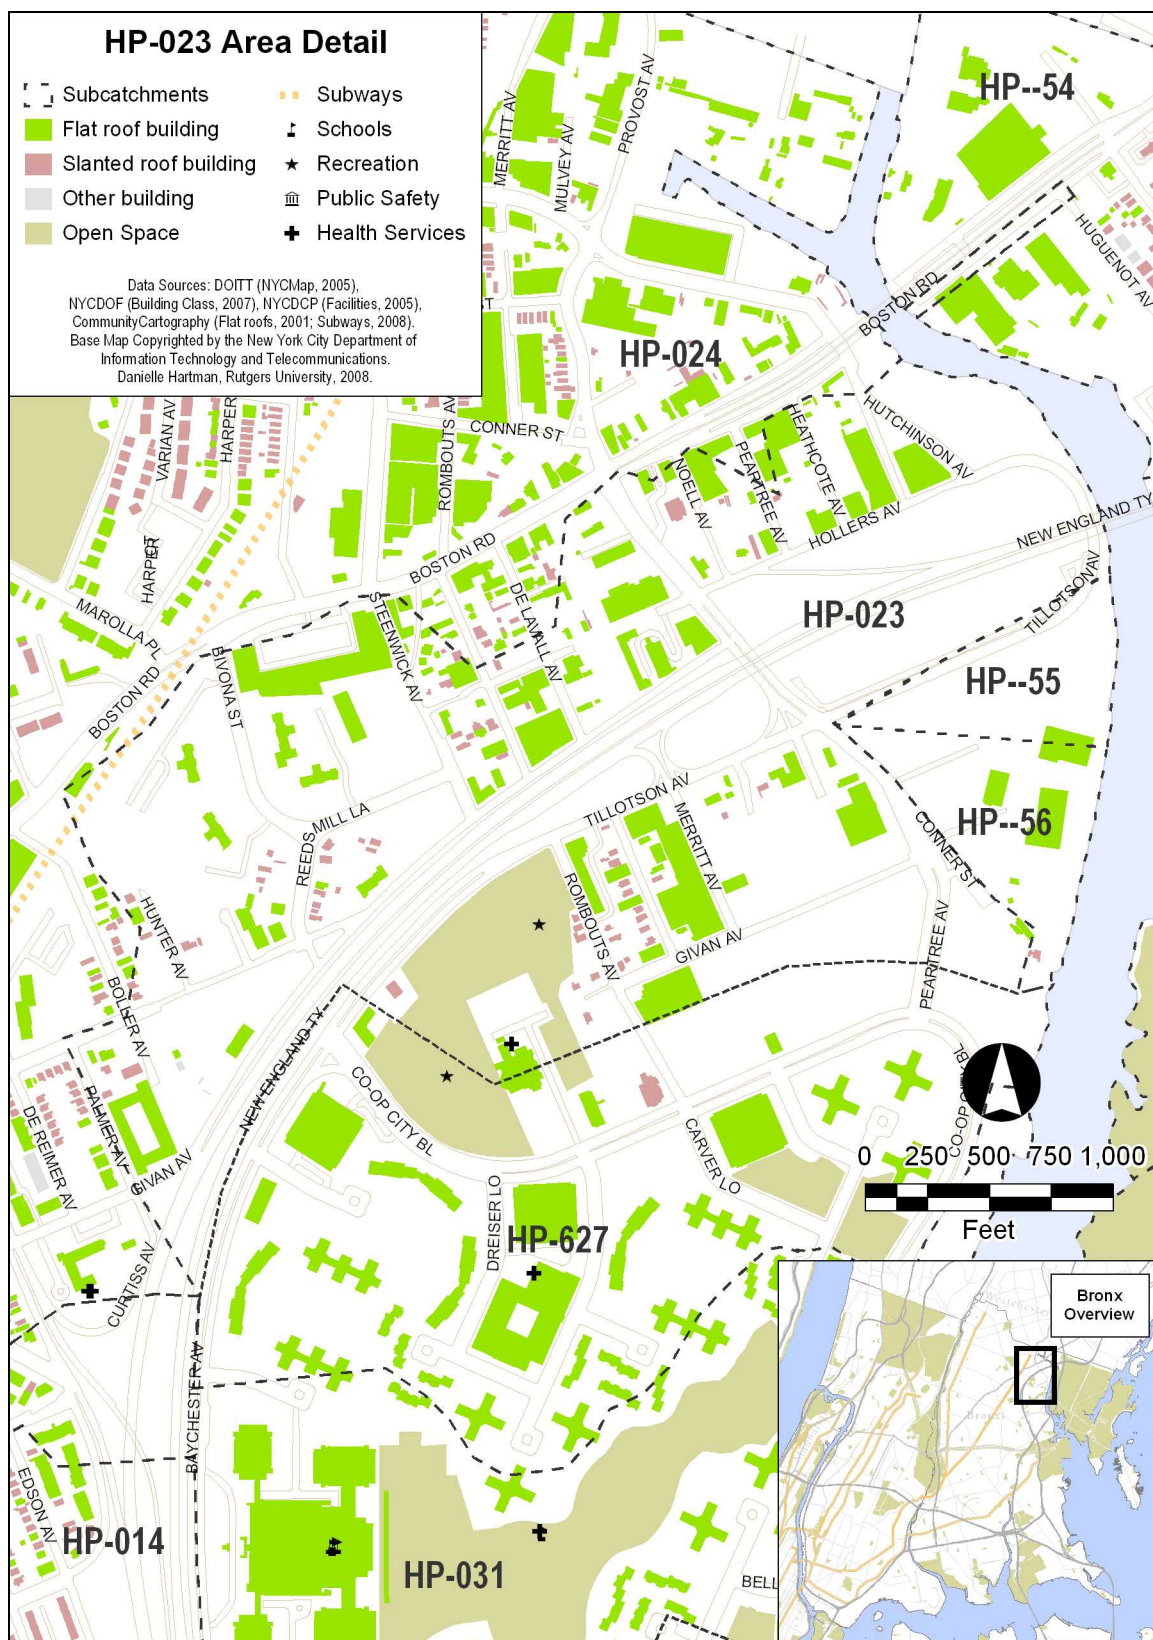 HP-023 Area Detail
Subcatchments
Flat roof building
Slanted roof building
Other building
Open Space
Subways
Schools
Recreation
Public Safety
Health Services
Data Sources: DOITT (NYCMap, 2005),
NYCDOF (Building Class, 2007), NYCDCP (Facilities, 2005),
CommunityCartography (Flat roofs, 2001; Subways, 2008).
Base Map Copyrighted by the New York City Department of
Information Technology and Telecommunications.
Danielle Hartman, Rutgers University, 2008.
MERRITT AV
MULVEY AV
PROVOST AV
HP--54
HUGUENOT AV
BOSTON RD
ST
HP-024
VARIAN AV
HARPER
ROMBOUTS AV
CONNER ST
NOELL AV
PEARTREE AV
HEATHCOTE AV
HUTCHINSON AV
HOLLERS AV
NEW ENGLAND TY
HARPER
CT
BOSTON RD
MAROLLA PL
STEENWICK AV
DE LAVALL AV
HP-023
TILLOTSON AV
BOSTON RD
BIVONA ST
HP--55
REEDS MILL LA
TILLOTSON AV
MERRITT AV
HP--56
CONNER ST
HUNTER AV
ROMBOUTS AV
GIVAN AV
PEARTREE AV
BOLLER AV
NEW ENGLAND TY
CO-OP CITY BL
CO-OP CITY BL
DE REIMER AV
PALMER AV
GIVAN AV
CARVER LO
0 250 500 750 1,000
Feet
DREISER LO
HP-627
CURTISS AV
BAYCHESTER AV
EDSON AV
HP-014
HP-031
BELL
Bronx
Overview
Westchester
Bronx